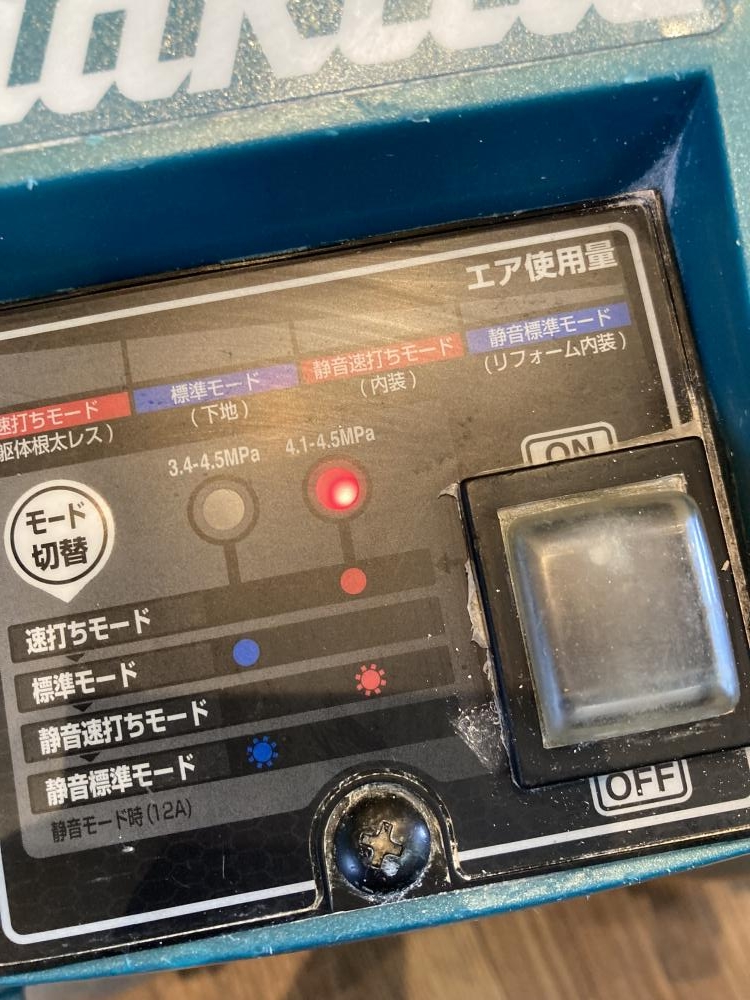 エア使用量
速打ちモード
躯体根太レス)
標準モード
(下地)
静音速打ちモード
(内装)
静音標準モード
(リフォーム内装)
3.4-4.5MPa
4.1-4.5MPa
モード
切替
速打ちモード
標準モード
静音速打ちモード
静音標準モード
静音モード時(12A)
ON
OFF